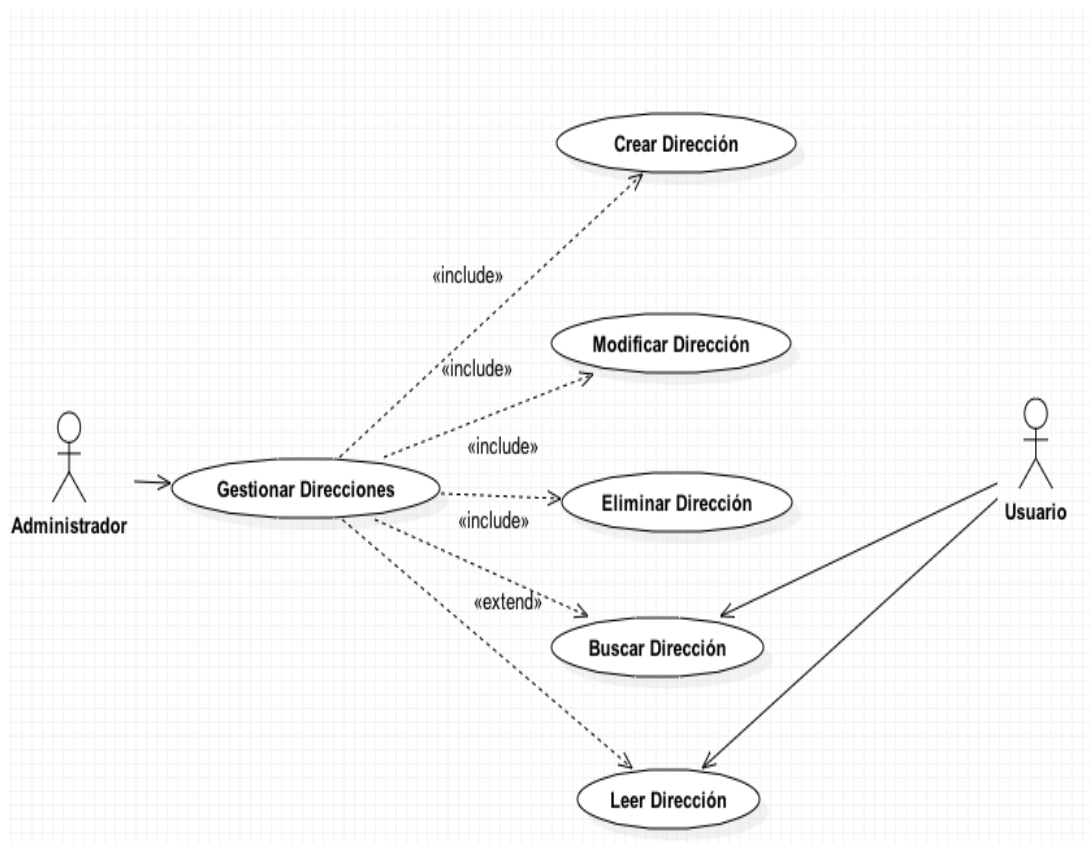 Crear Dirección
«include»
Modificar Dirección
«include»
«include»
Administrador
Gestionar Direcciones
Eliminar Dirección
Usuario
«include»
«extend»
Buscar Dirección
Leer Dirección